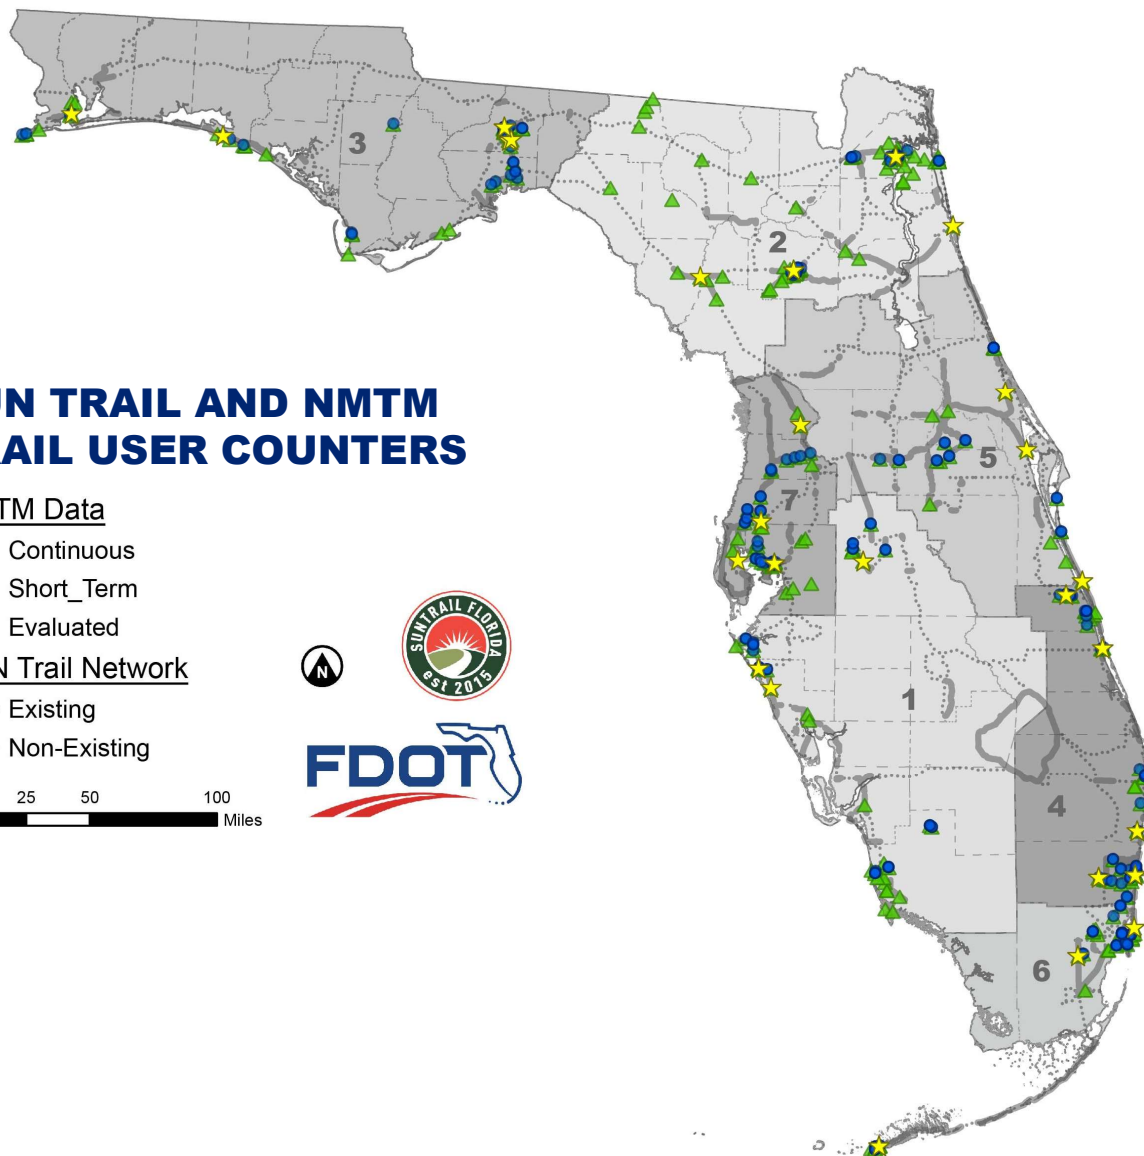 UN TRAIL AND NMTM
RAIL USER COUNTERS
TM Data
Continuous
Short_Term
Evaluated
N Trail Network
Existing
Non-Existing
25 50 100
Miles
N
SUNTRAIL FLORIDA
est 2015
FDOT
3
2
5
7
1
4
6